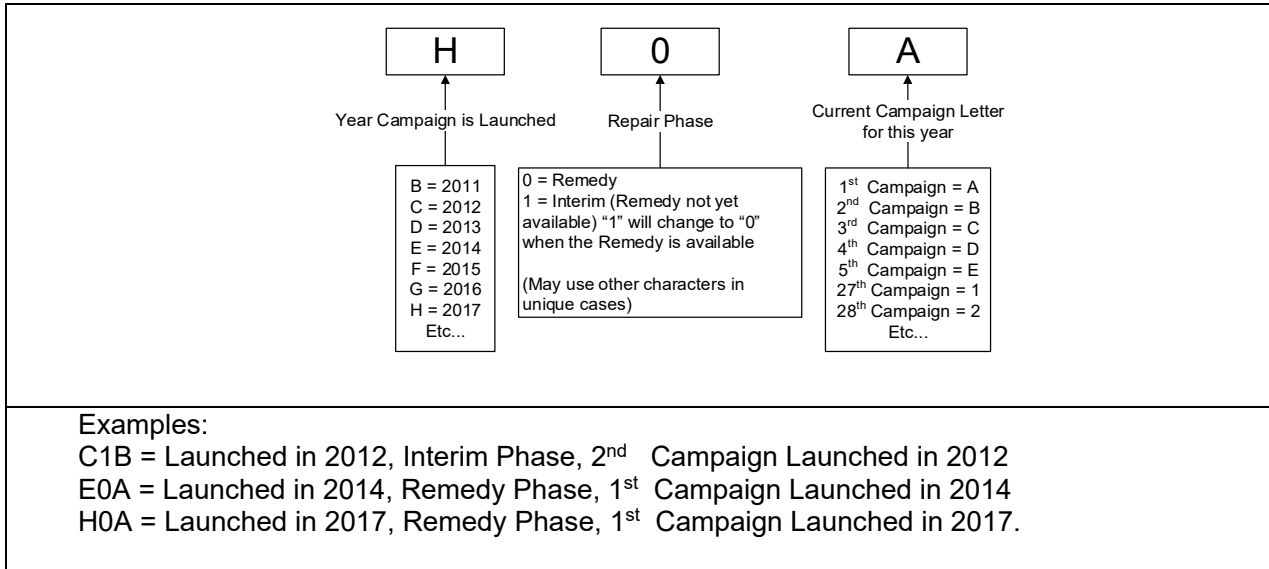 H
0
A
Year Campaign is Launched
Repair Phase
Current Campaign Letter
for this year
B = 2011
C = 2012
D = 2013
E = 2014
F = 2015
G = 2016
H = 2017
Etc...
0 = Remedy
1 = Interim (Remedy not yet
available) “1” will change to “0”
when the Remedy is available
(May use other characters in
unique cases)
1st Campaign = A
2nd Campaign = B
3rd Campaign = C
4th Campaign = D
5th Campaign = E
27th Campaign = 1
28th Campaign = 2
Etc...
Examples:
C1B = Launched in 2012, Interim Phase, 2nd Campaign Launched in 2012
E0A = Launched in 2014, Remedy Phase, 1st Campaign Launched in 2014
H0A = Launched in 2017, Remedy Phase, 1st Campaign Launched in 2017.